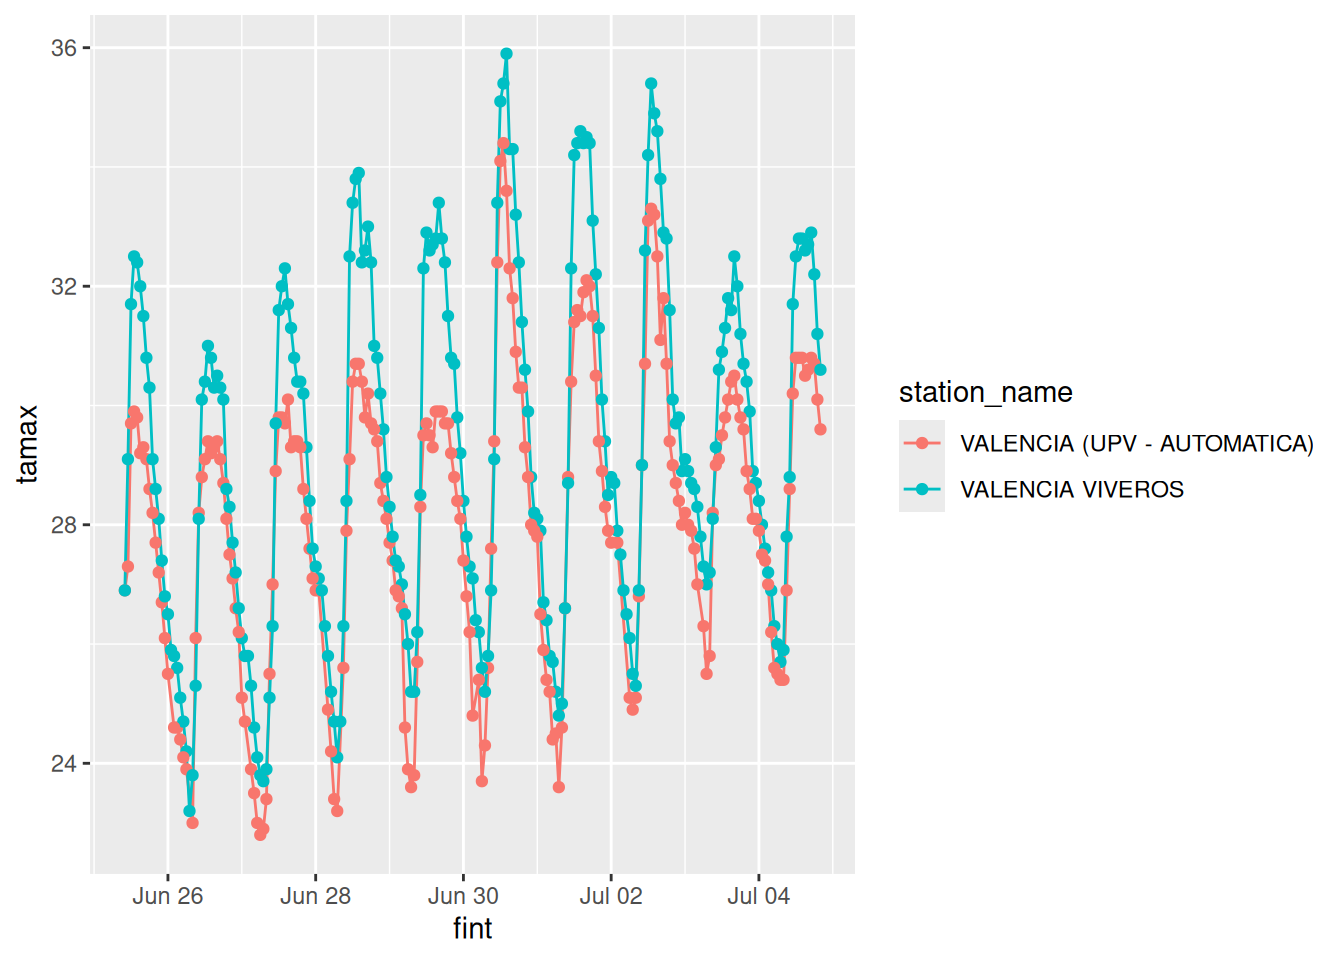 tamax
36
32
28
24
Jun 26
Jun 28
Jun 30
Jul 02
Jul 04
fint
station_name
VALENCIA (UPV - AUTOMATICA)
VALENCIA VIVEROS